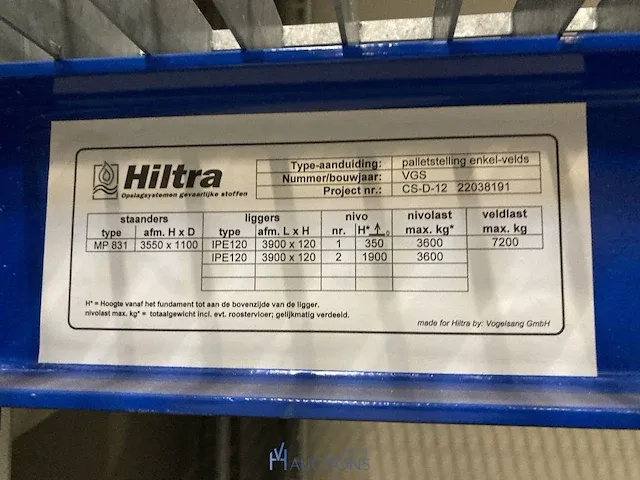 Hiltra
Opslagsystemen gevaarlijke stoffen
Type-aanduiding: palletstelling enkel-velds
Nummer/bouwjaar: VGS
Project nr.: CS-D-12 22038191
staanders liggers nivo nivolast veldlast
type afm. H x D type afm. L x H nr. H* 0 max. kg* max. kg
MP 831 3550 x 1100 IPE120 3900 x 120 1 350 3600 7200
IPE120 3900 x 120 2 1900 3600
H* = Hoogte vanaf het fundament tot aan de bovenzijde van de ligger.
nivolast max. kg* = totaalgewicht incl. evt. roostervloer; gelijkmatig verdeeld.
made for Hiltra by: Vogelsang GmbH
VH AUCTIONS